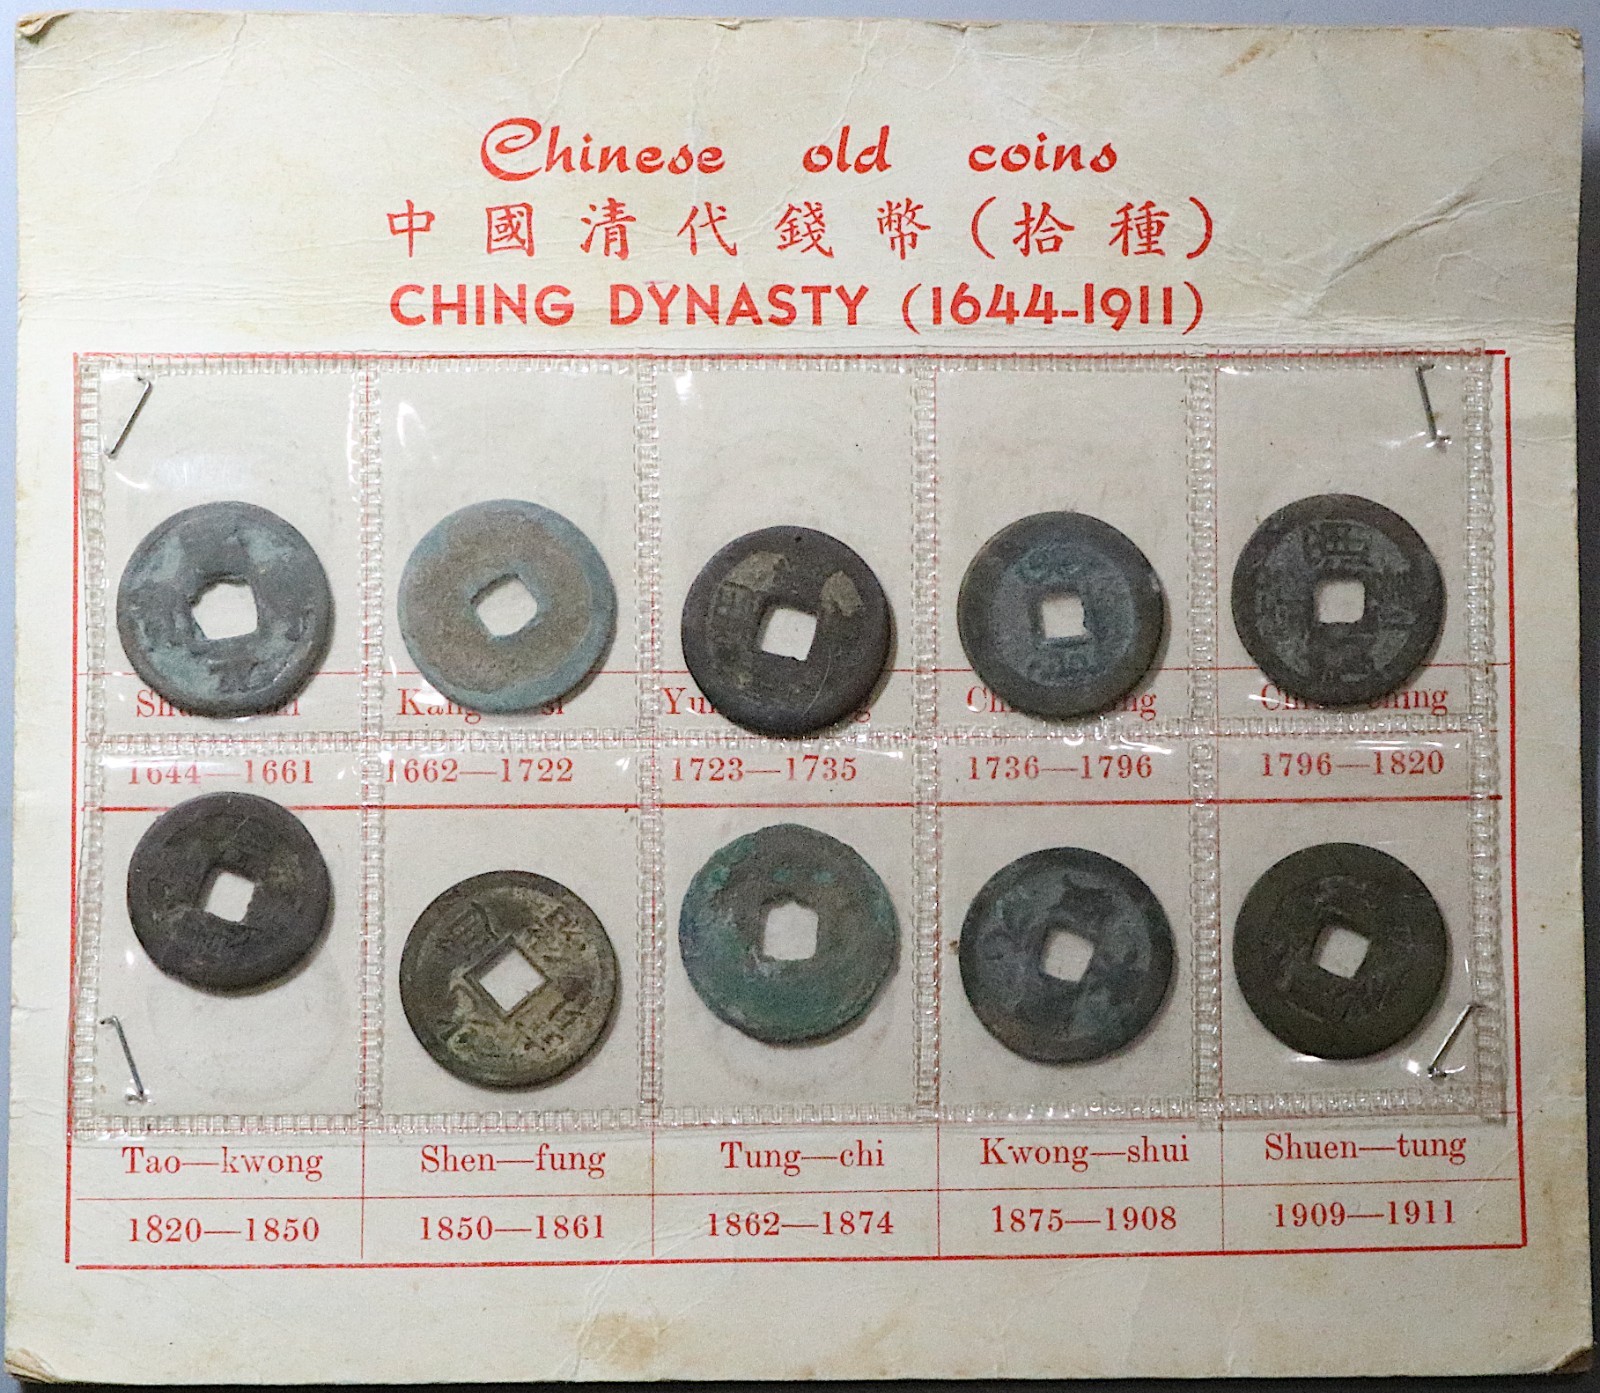 Chinese old coins
中國清代錢幣(拾種)
CHING DYNASTY (1644-1911)
1644—1661 1662—1722 1723—1735 1736—1796 1796—1820
Tao—kwong Shen—fung Tung—chi Kwong—shui Shuen—tung
1820—1850 1850—1861 1862—1874 1875—1908 1909—1911